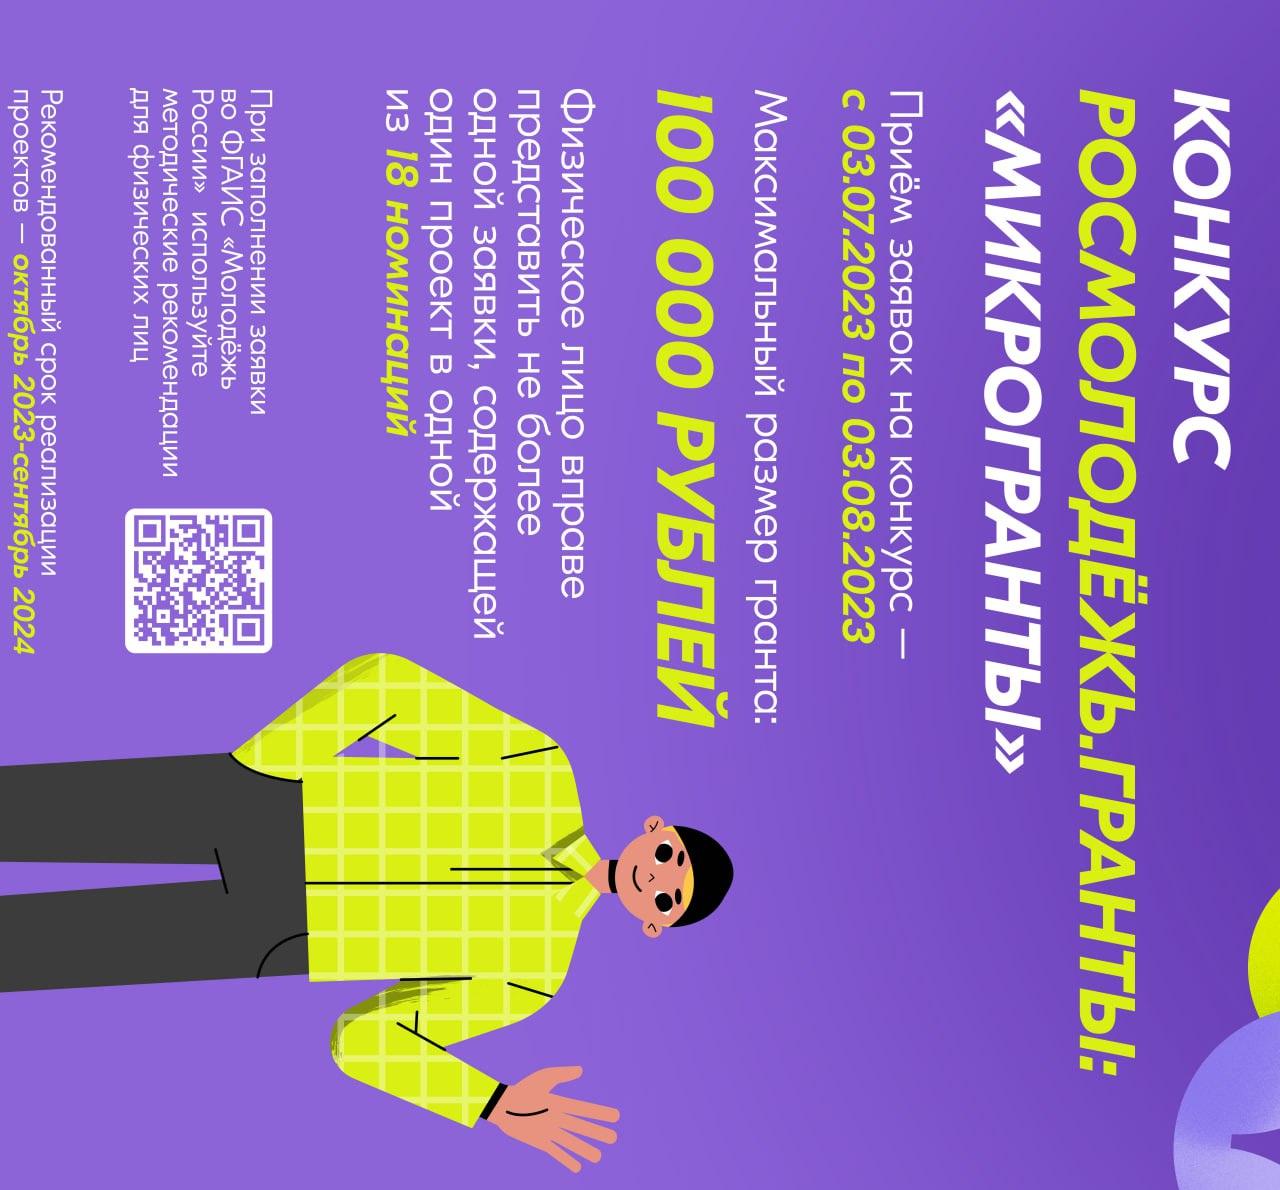 КОНКУРС
РОСМОЛОДЁЖЬ.ГРАНТЫ:
«МИКРОГРАНТЫ»
Приём заявок на конкурс —
с 03.07.2023 по 03.08.2023
Максимальный размер гранта:
100 000 РУБЛЕЙ
Физическое лицо вправе
представить не более
одной заявки, содержащей
один проект в одной
из 18 номинаций
При заполнении заявки
во ФГАИС «Молодёжь
России» используйте
методические рекомендации
для физических лиц
Рекомендованный срок реализации
проектов — октябрь 2023-сентябрь 2024